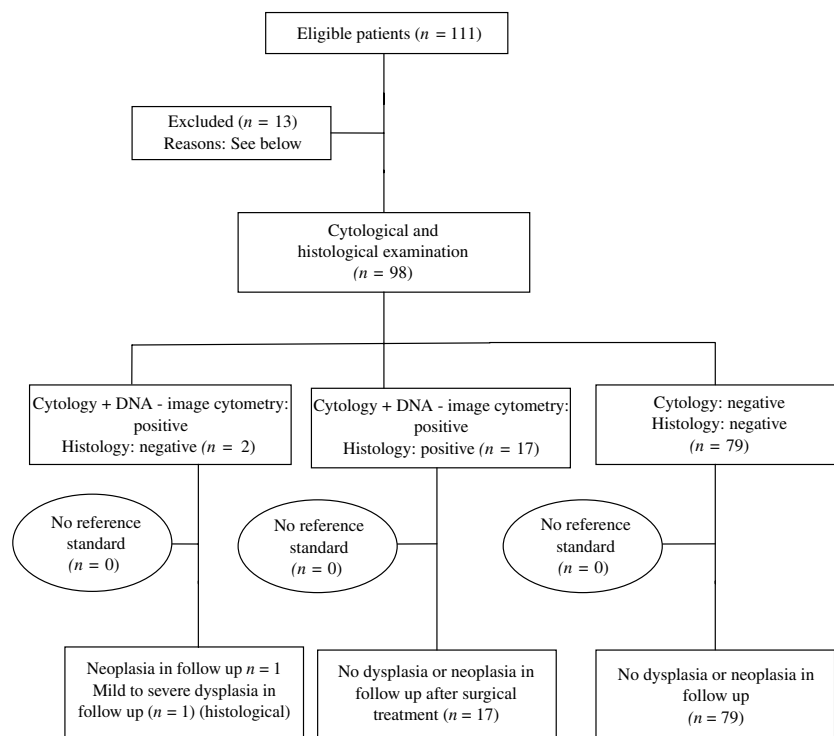 Eligible patients (n = 111)
Excluded (n = 13)
Reasons: See below
Cytological and
histological examination
(n = 98)
Cytology + DNA - image cytometry:
positive
Histology: negative (n = 2)
Cytology + DNA - image cytometry:
positive
Histology: positive (n = 17)
Cytology: negative
Histology: negative
(n = 79)
No reference
standard
(n = 0)
No reference
standard
(n = 0)
No reference
standard
(n = 0)
Neoplasia in follow up n = 1
Mild to severe dysplasia in
follow up (n = 1) (histological)
No dysplasia or neoplasia in
follow up after surgical
treatment (n = 17)
No dysplasia or neoplasia in
follow up
(n = 79)